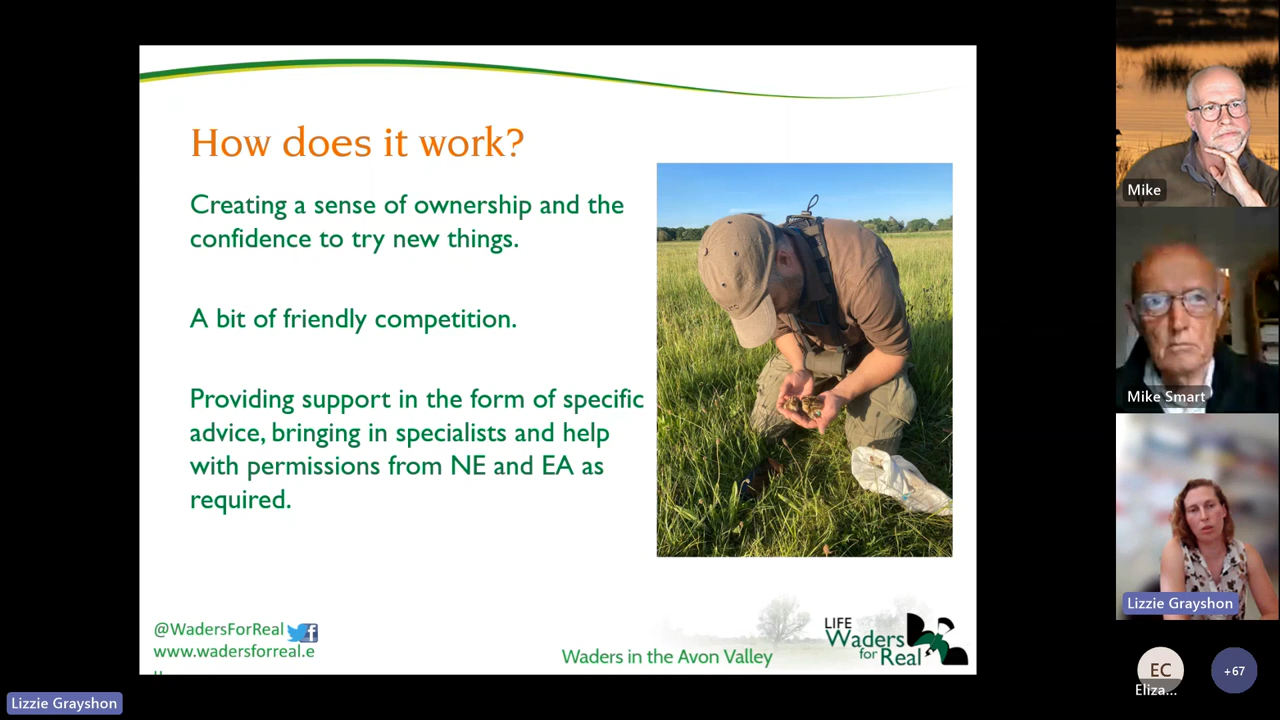 How does it work?
Creating a sense of ownership and the
confidence to try new things.
A bit of friendly competition.
Providing support in the form of specific
advice, bringing in specialists and help
with permissions from NE and EA as
required.
@WadersForReal
www.wadersforreal.e
Waders in the Avon Valley
LIFE
Waders
for Real
Mike
Mike Smart
Lizzie Grayshon
EC
Eliza...
+67
Lizzie Grayshon